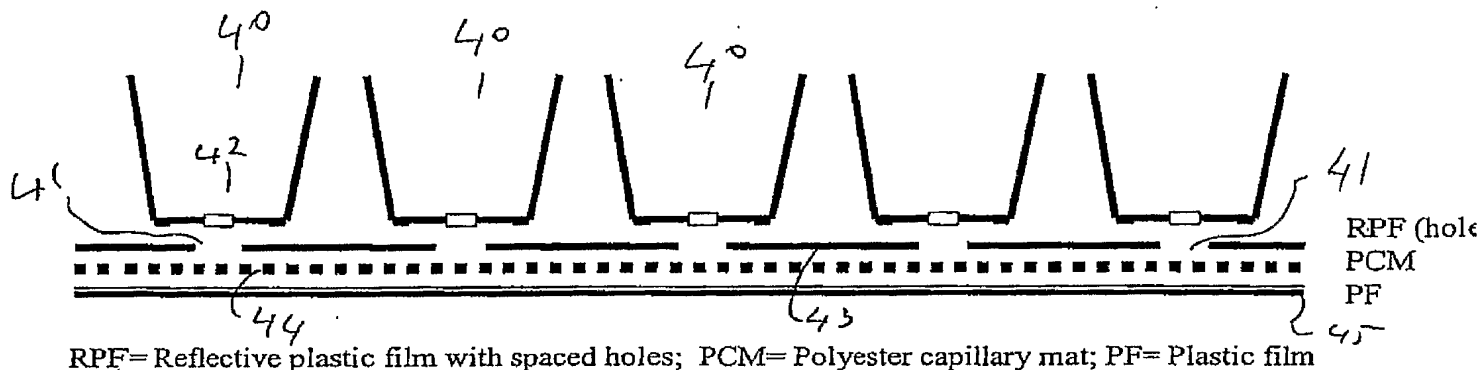 40 40 40
42
41 41
RPF (hole
PCM
PF
44 43 45
RPF= Reflective plastic film with spaced holes; PCM= Polyester capillary mat; PF= Plastic film